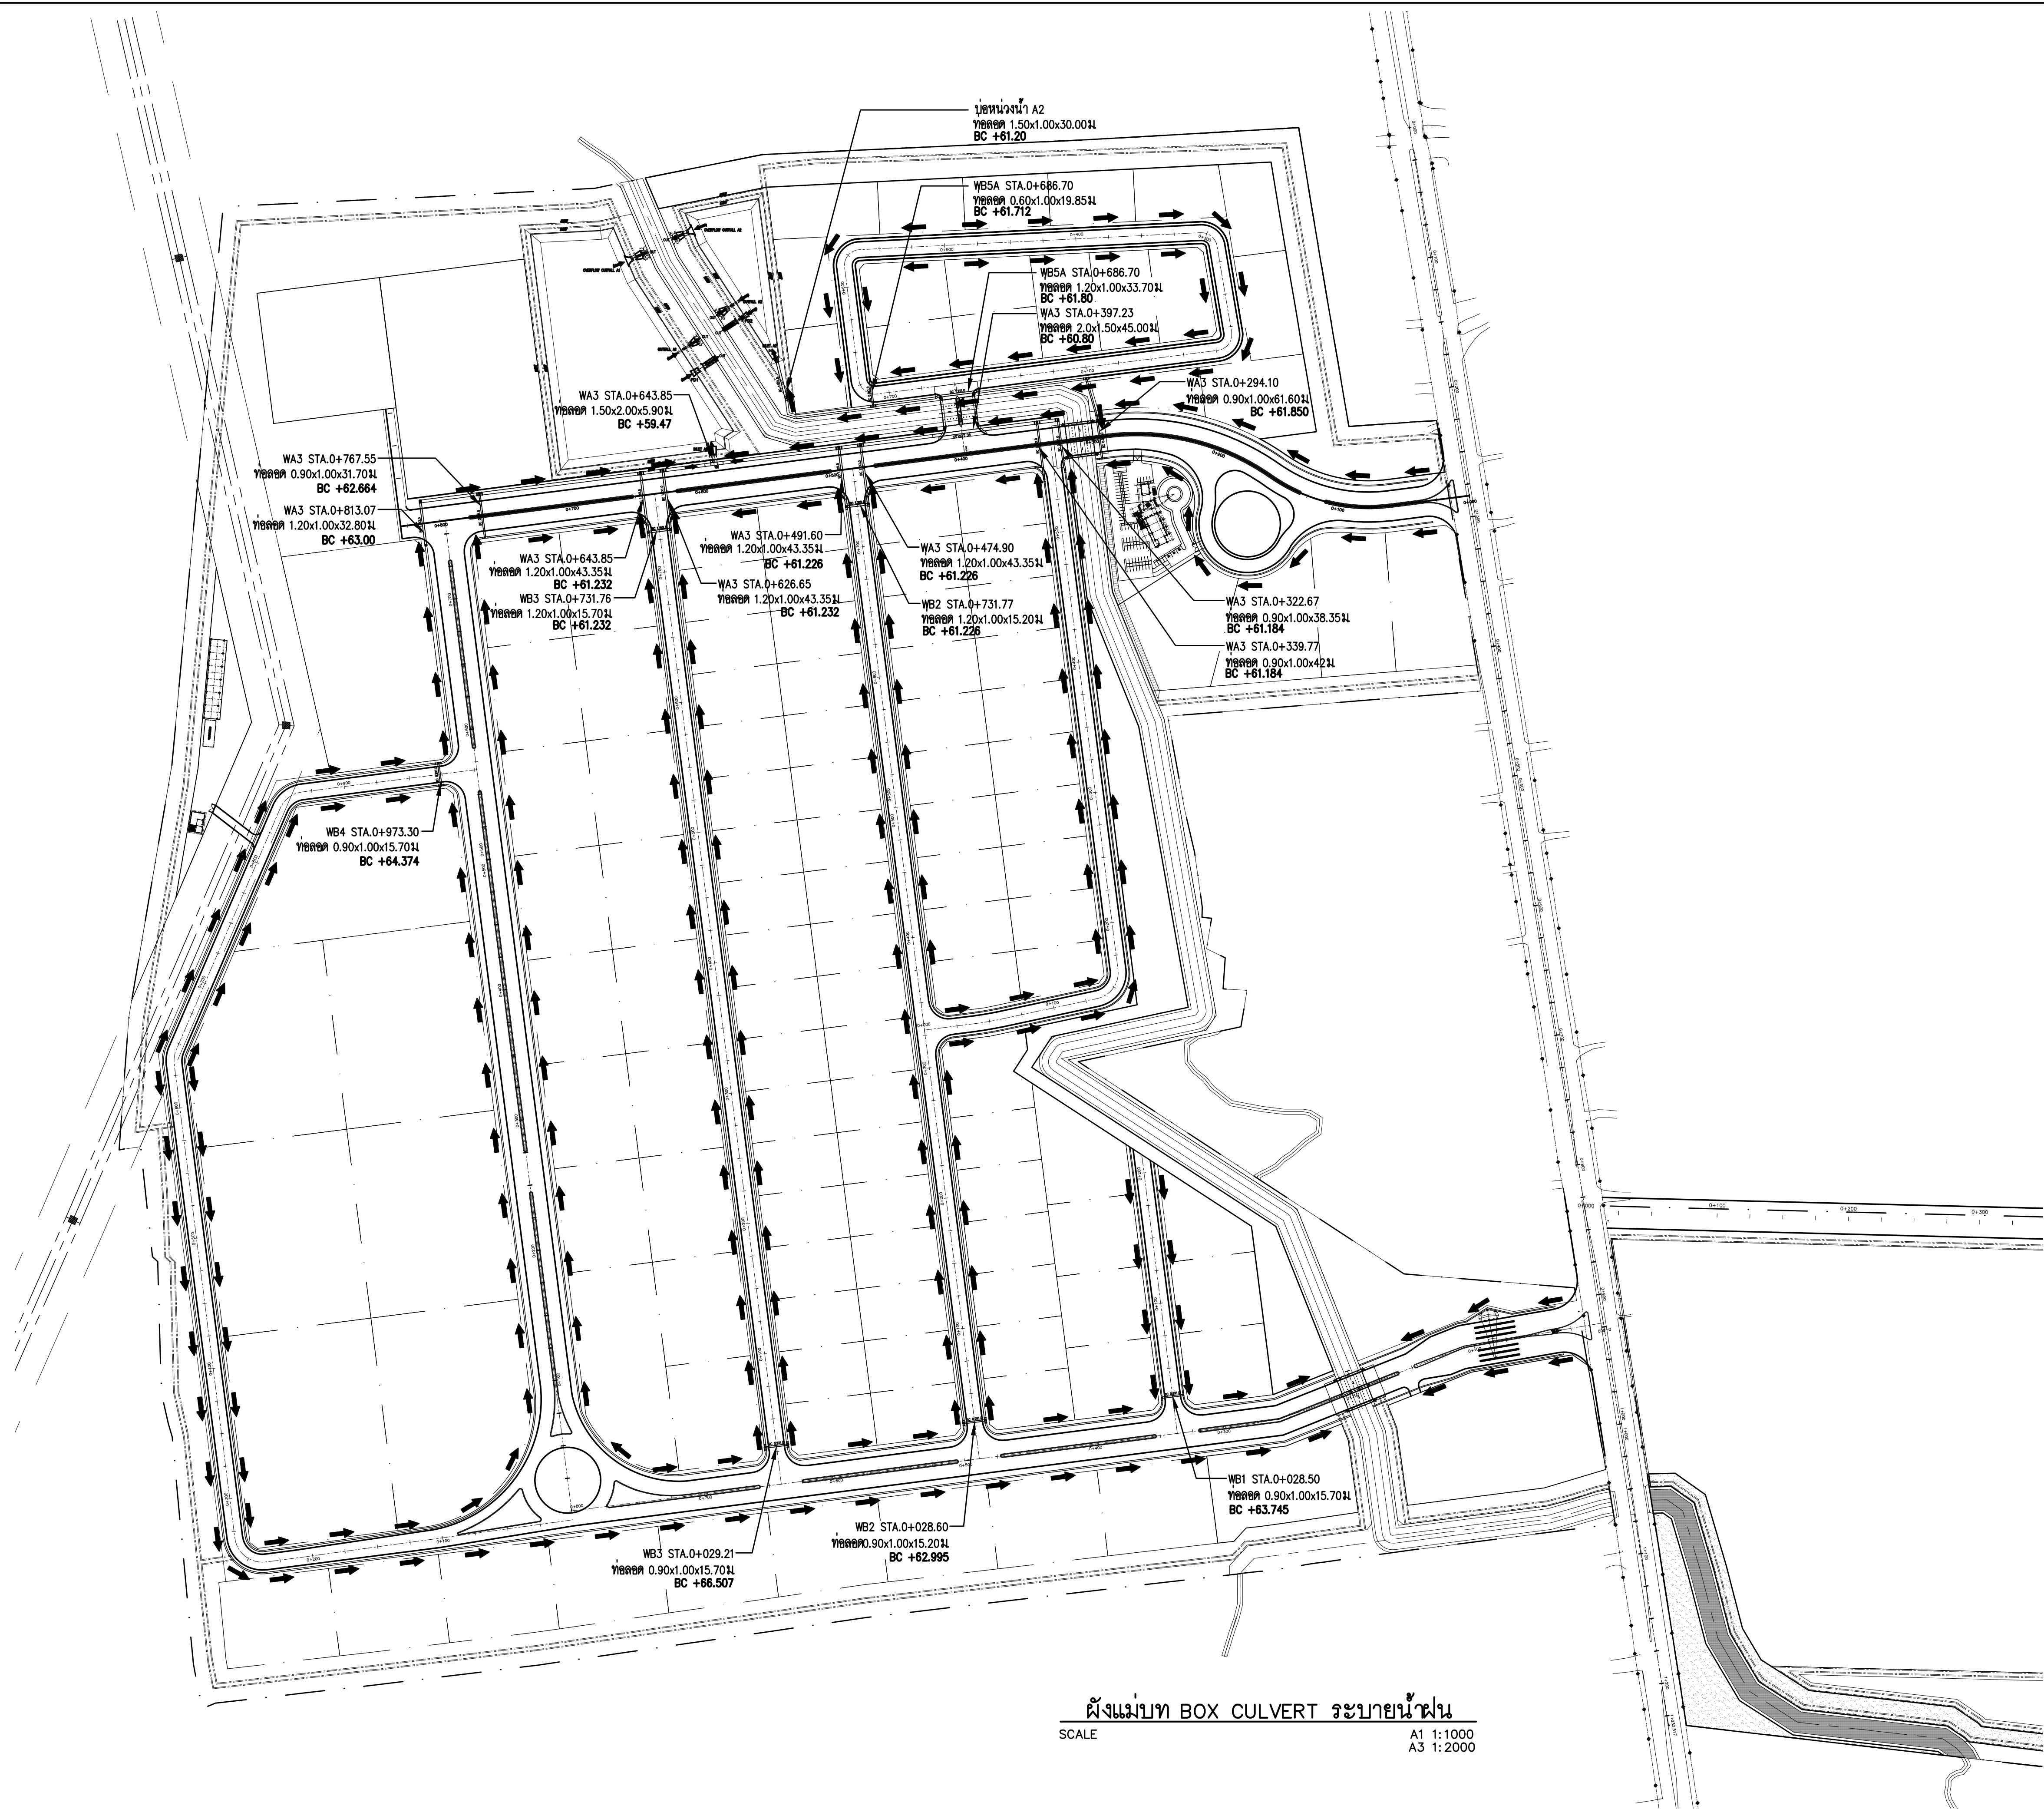 บ่อหน่วงน้ำ A2
ท่อลอด 1.50x1.00x30.00ม.
BC +61.20
WB5A STA.0+686.70
ท่อลอด 0.60x1.00x19.85ม.
BC +61.712
WB5A STA.0+686.70
ท่อลอด 1.20x1.00x33.70ม.
BC +61.80
WA3 STA.0+397.23
ท่อลอด 2.0x1.50x45.00ม.
BC +60.80
WA3 STA.0+294.10
ท่อลอด 0.90x1.00x61.60ม.
BC +61.850
WA3 STA.0+643.85
ท่อลอด 1.50x2.00x5.90ม.
BC +59.47
WA3 STA.0+767.55
ท่อลอด 0.90x1.00x31.70ม.
BC +62.664
WA3 STA.0+813.07
ท่อลอด 1.20x1.00x32.80ม.
BC +63.00
WA3 STA.0+643.85
ท่อลอด 1.20x1.00x43.35ม.
BC +61.232
WB3 STA.0+731.76
ท่อลอด 1.20x1.00x15.70ม.
BC +61.232
WA3 STA.0+491.60
ท่อลอด 1.20x1.00x43.35ม.
BC +61.226
WA3 STA.0+626.65
ท่อลอด 1.20x1.00x43.35ม.
BC +61.232
WA3 STA.0+474.90
ท่อลอด 1.20x1.00x43.35ม.
BC +61.226
WB2 STA.0+731.77
ท่อลอด 1.20x1.00x15.20ม.
BC +61.226
WA3 STA.0+322.67
ท่อลอด 0.90x1.00x38.35ม.
BC +61.184
WA3 STA.0+339.77
ท่อลอด 0.90x1.00x42ม.
BC +61.184
WB4 STA.0+973.30
ท่อลอด 0.90x1.00x15.70ม.
BC +64.374
0+100
0+200
0+300
WB1 STA.0+028.50
ท่อลอด 0.90x1.00x15.70ม.
BC +63.745
WB2 STA.0+028.60
ท่อลอด 0.90x1.00x15.20ม.
BC +62.995
WB3 STA.0+029.21
ท่อลอด 0.90x1.00x15.70ม.
BC +66.507
ผังแม่บท BOX CULVERT ระบายน้ำฝน
SCALE
A1 1:1000
A3 1:2000